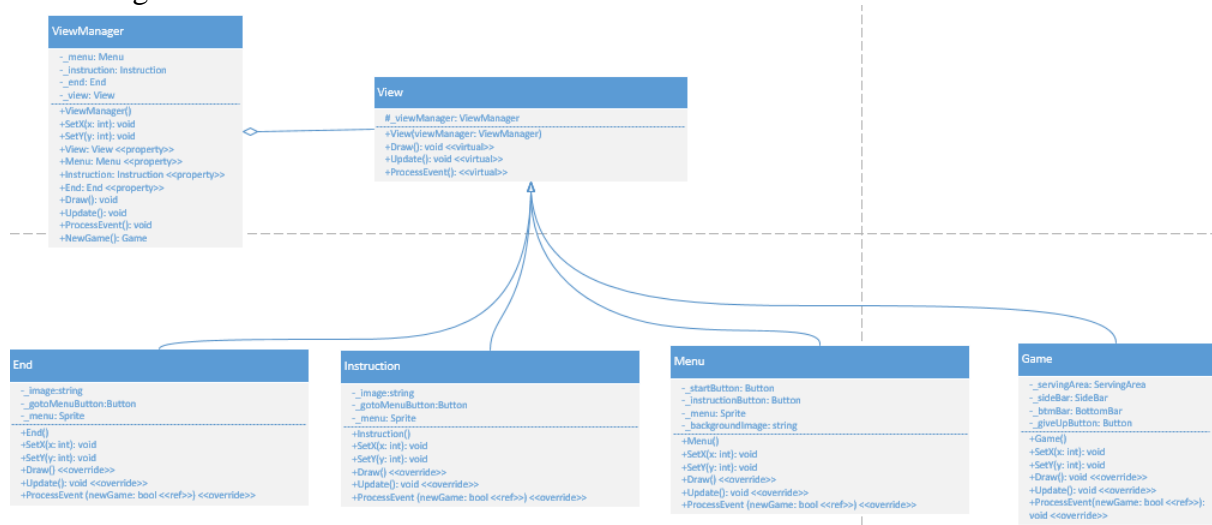 ViewManager
-_menu: Menu
-_instruction: Instruction
-_end: End
-_view: View
+ViewManager()
+SetX(x: int): void
+SetY(y: int): void
+View: View <<property>>
+Menu: Menu <<property>>
+Instruction: Instruction <<property>>
+End: End <<property>>
+Draw(): void
+Update(): void
+ProcessEvent(): void
+NewGame(): Game
View
#_viewManager: ViewManager
+View(viewManager: ViewManager)
+Draw(): void <<virtual>>
+Update(): void <<virtual>>
+ProcessEvent(): <<virtual>>
End
-_image:string
-_gotoMenuButton:Button
-_menu: Sprite
+End()
+SetX(x: int): void
+SetY(y: int): void
+Draw() <<override>>
+Update(): void <<override>>
+ProcessEvent (newGame: bool <<ref>>) <<override>>
Instruction
-_image:string
-_gotoMenuButton:Button
-_menu: Sprite
+Instruction()
+SetX(x: int): void
+SetY(y: int): void
+Draw() <<override>>
+Update(): void <<override>>
+ProcessEvent (newGame: bool <<ref>>) <<override>>
Menu
-_startButton: Button
-_instructionButton: Button
-_menu: Sprite
-_backgroundImage: string
+Menu()
+SetX(x: int): void
+SetY(y: int): void
+Draw() <<override>>
+Update(): void <<override>>
+ProcessEvent (newGame: bool <<ref>>) <<override>>
Game
-_servingArea: ServingArea
-_sideBar: SideBar
-_btmBar: BottomBar
-_giveUpButton: Button
+Game()
+SetX(x: int): void
+SetY(y: int): void
+Draw(): void <<override>>
+Update(): void <<override>>
+ProcessEvent(newGame: bool <<ref>>):
void <<override>>